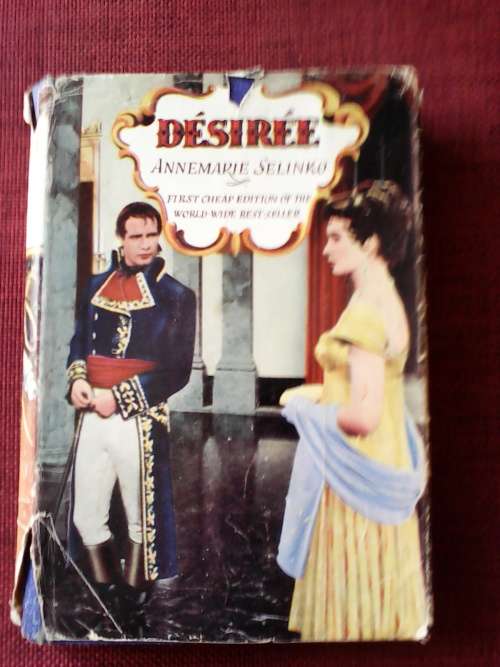 DÉSIRÉE
ANNEMARIE SELINKO
FIRST CHEAP EDITION OF THE
WORLD-WIDE BEST-SELLER